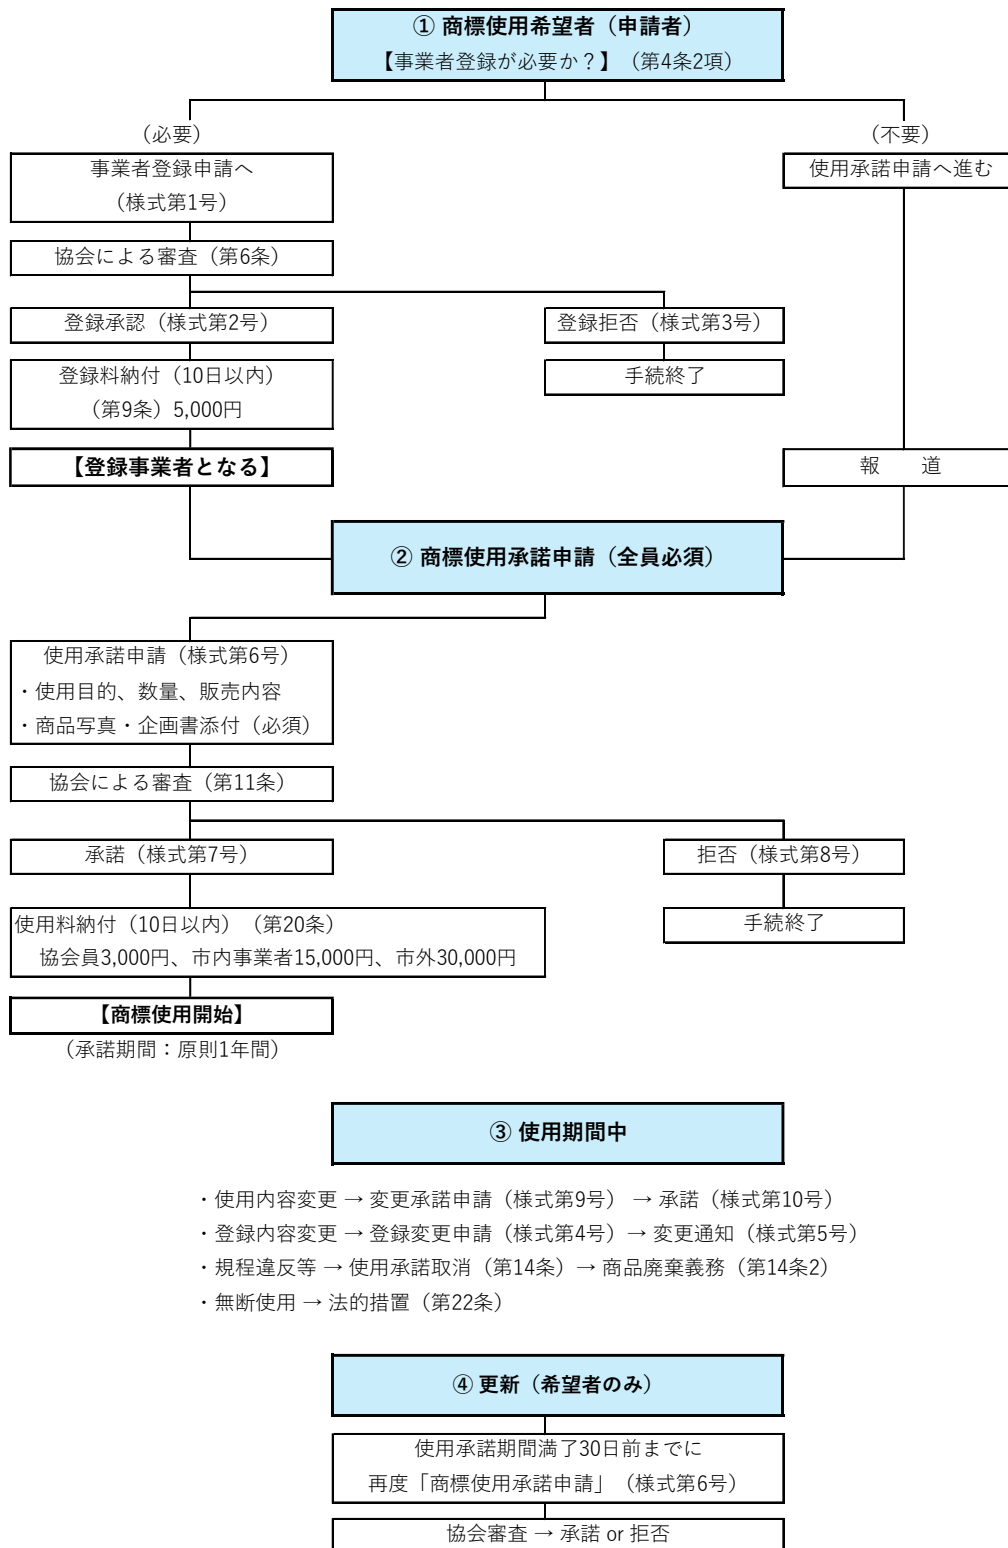 ① 商標使用希望者（申請者）
【事業者登録が必要か？】（第4条2項）
（必要）
（不要）
事業者登録申請へ
（様式第1号）
使用承諾申請へ進む
協会による審査（第6条）
登録承認（様式第2号）
登録拒否（様式第3号）
登録料納付（10日以内）
（第9条）5,000円
手続終了
【登録事業者となる】
報　　道
② 商標使用承諾申請（全員必須）
使用承諾申請（様式第6号）
・使用目的、数量、販売内容
・商品写真・企画書添付（必須）
協会による審査（第11条）
承諾（様式第7号）
拒否（様式第8号）
使用料納付（10日以内）（第20条）
協会員3,000円、市内事業者15,000円、市外30,000円
手続終了
【商標使用開始】
（承諾期間：原則1年間）
③ 使用期間中
・使用内容変更 → 変更承諾申請（様式第9号） → 承諾（様式第10号）
・登録内容変更 → 登録変更申請（様式第4号）→ 変更通知（様式第5号）
・規程違反等 → 使用承諾取消（第14条）→ 商品廃棄義務（第14条2）
・無断使用 → 法的措置（第22条）
④ 更新（希望者のみ）
使用承諾期間満了30日前までに
再度「商標使用承諾申請」（様式第6号）
協会審査 → 承諾 or 拒否